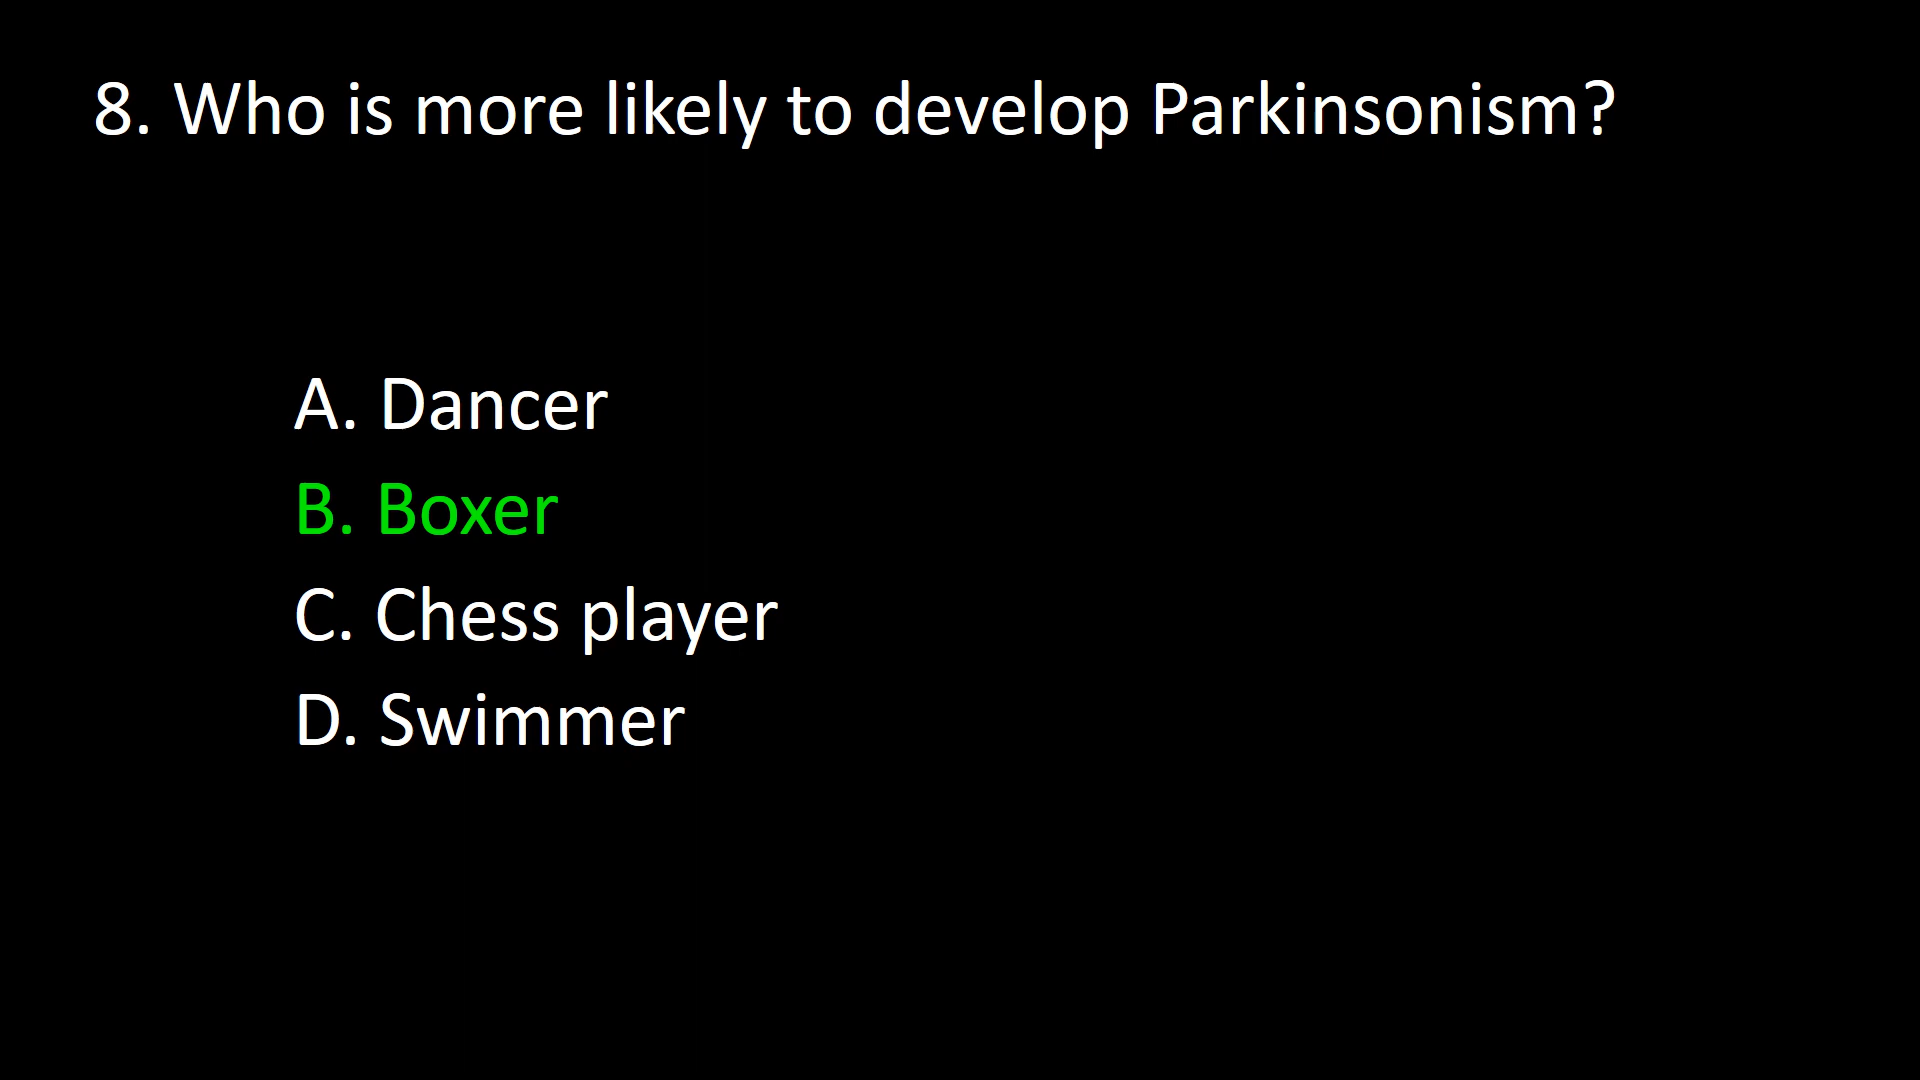 8. Who is more likely to develop Parkinsonism?
A. Dancer
B. Boxer
C. Chess player
D. Swimmer